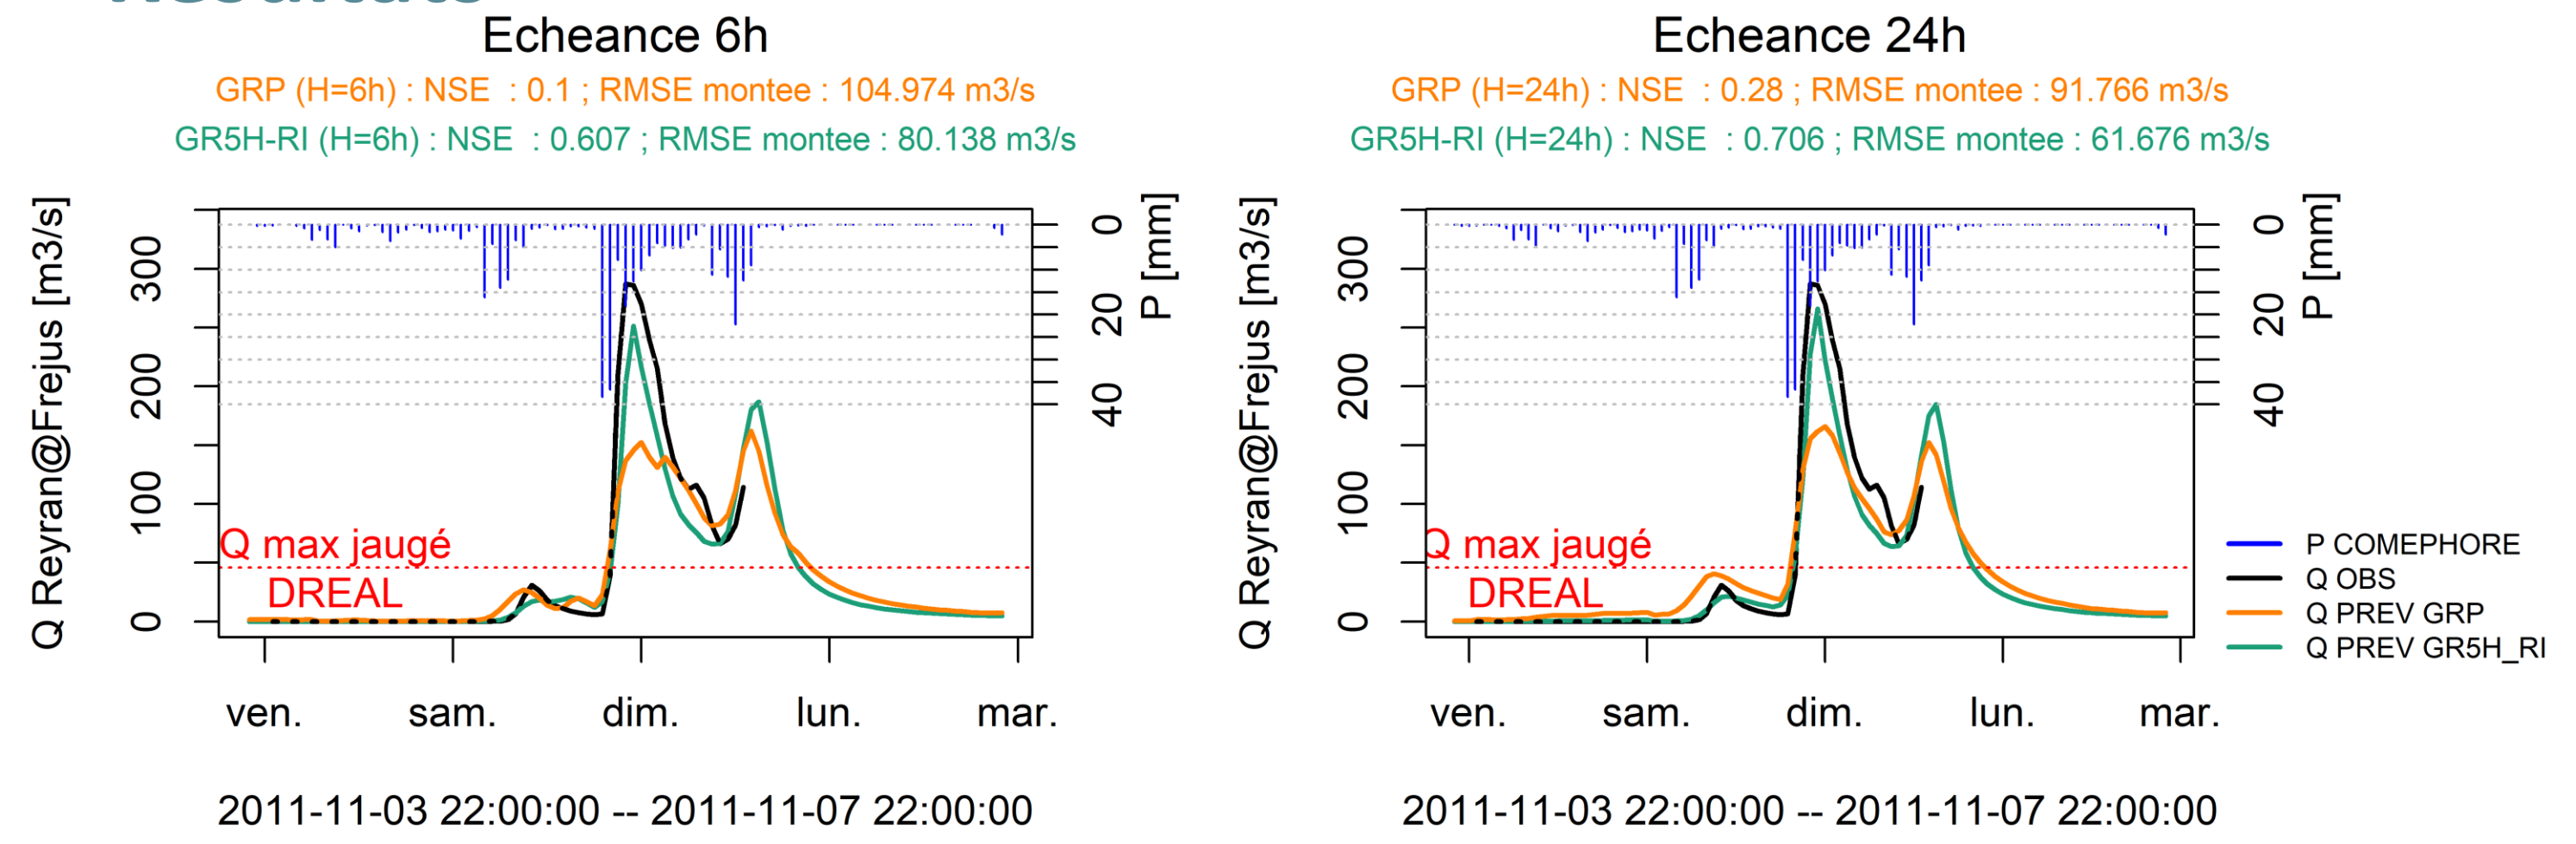 Echeance 6h
GRP (H=6h) : NSE : 0.1 ; RMSE montee : 104.974 m3/s
GR5H-RI (H=6h) : NSE : 0.607 ; RMSE montee : 80.138 m3/s
Q Reyran@Frejus [m3/s]
300
200
100
0
0
20
40
P [mm]
Q max jaugé
DREAL
ven.
sam.
dim.
lun.
mar.
2011-11-03 22:00:00 -- 2011-11-07 22:00:00
Echeance 24h
GRP (H=24h) : NSE : 0.28 ; RMSE montee : 91.766 m3/s
GR5H-RI (H=24h) : NSE : 0.706 ; RMSE montee : 61.676 m3/s
Q Reyran@Frejus [m3/s]
300
200
100
0
0
20
40
P [mm]
Q max jaugé
DREAL
ven.
sam.
dim.
lun.
mar.
2011-11-03 22:00:00 -- 2011-11-07 22:00:00
P COMEPHORE
Q OBS
Q PREV GRP
Q PREV GR5H_RI